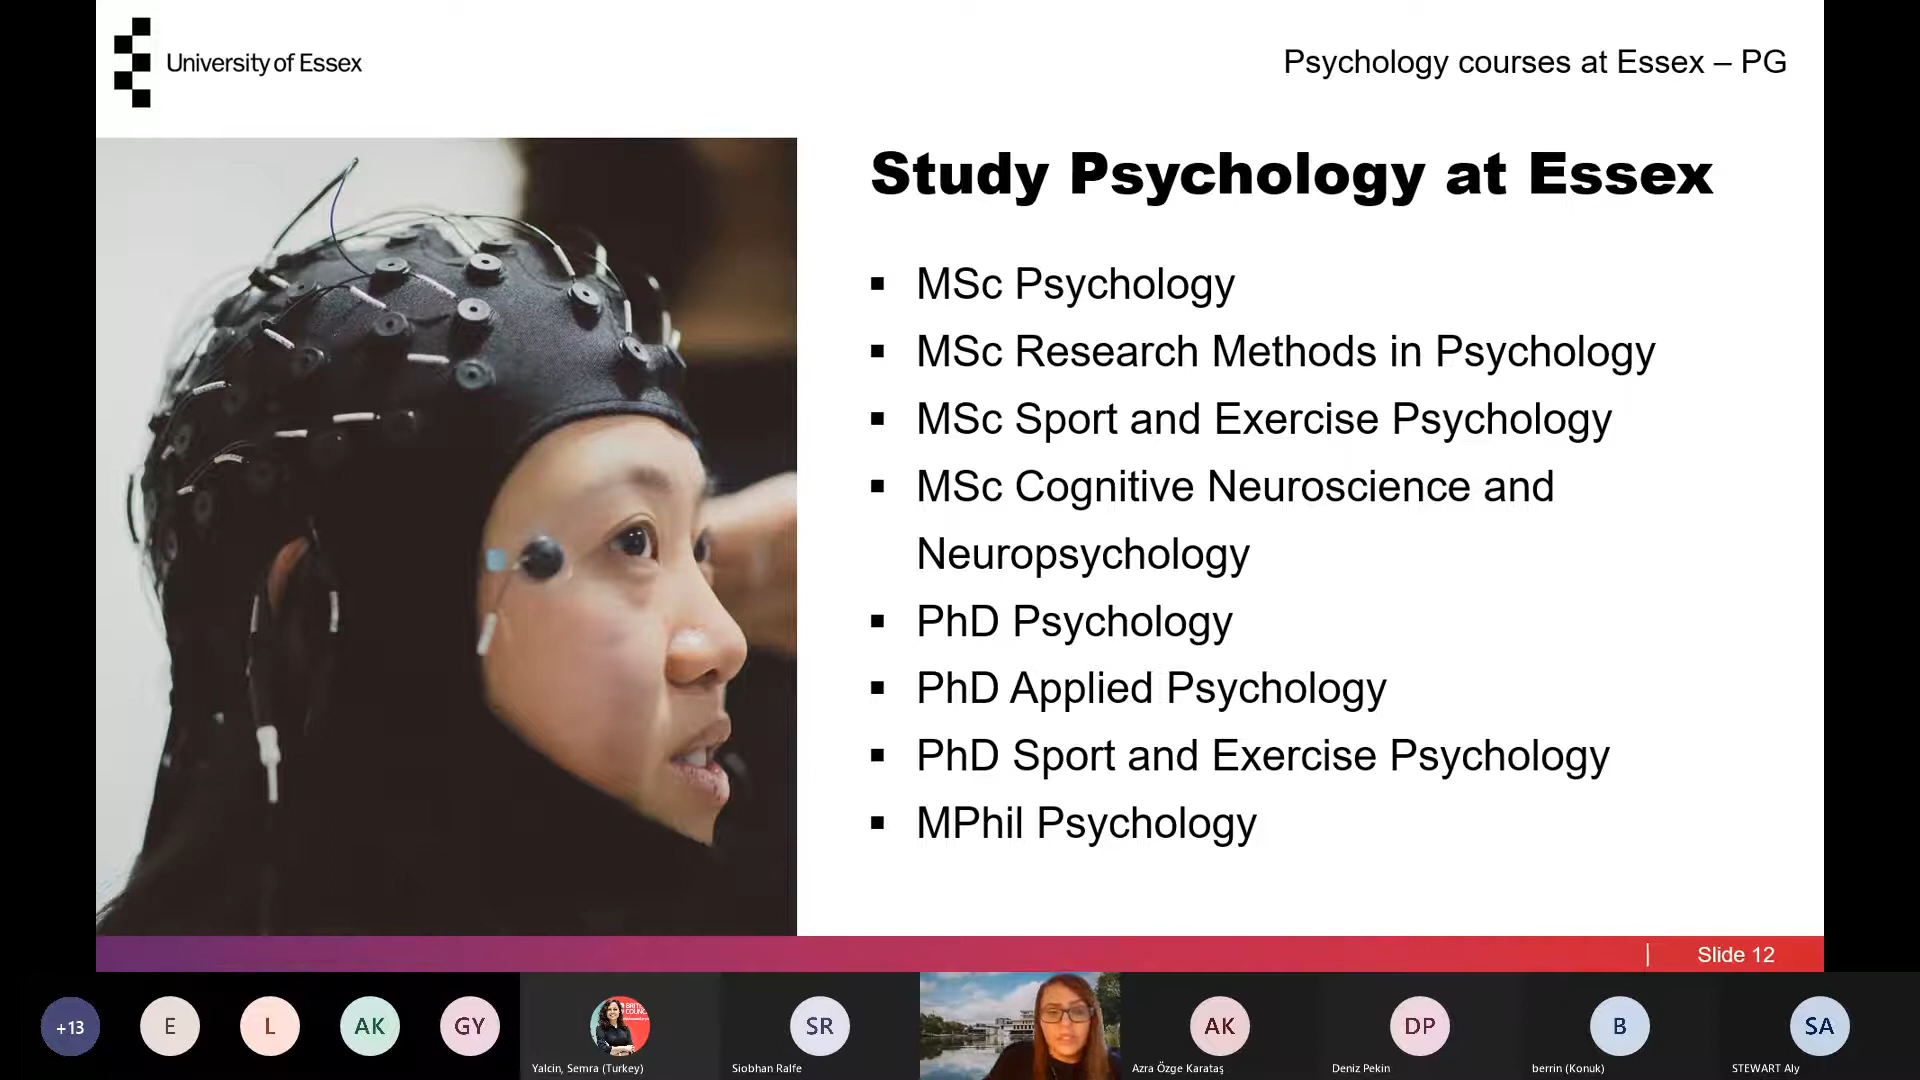 University of Essex
Psychology courses at Essex – PG
Study Psychology at Essex
MSc Psychology
MSc Research Methods in Psychology
MSc Sport and Exercise Psychology
MSc Cognitive Neuroscience and
Neuropsychology
PhD Psychology
PhD Applied Psychology
PhD Sport and Exercise Psychology
MPhil Psychology
Slide 12
+13
E
L
AK
GY
SR
AK
DP
B
SA
Yalcin, Semra (Turkey)
Siobhan Ralfe
Azra Özge Karataş
Deniz Pekin
berrin (Konuk)
STEWART Aly